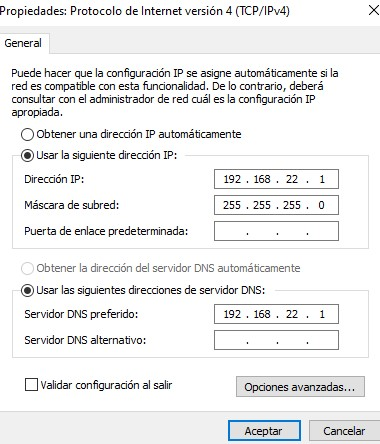 Propiedades: Protocolo de Internet versión 4 (TCP/IPv4)
General
Puede hacer que la configuración IP se asigne automáticamente si la
red es compatible con esta funcionalidad. De lo contrario, deberá
consultar con el administrador de red cuál es la configuración IP
apropiada.
Obtener una dirección IP automáticamente
Usar la siguiente dirección IP:
Dirección IP: 192 . 168 . 22 . 1
Máscara de subred: 255 . 255 . 255 . 0
Puerta de enlace predeterminada: . . .
Obtener la dirección del servidor DNS automáticamente
Usar las siguientes direcciones de servidor DNS:
Servidor DNS preferido: 192 . 168 . 22 . 1
Servidor DNS alternativo: . . .
Validar configuración al salir
Opciones avanzadas...
Aceptar
Cancelar